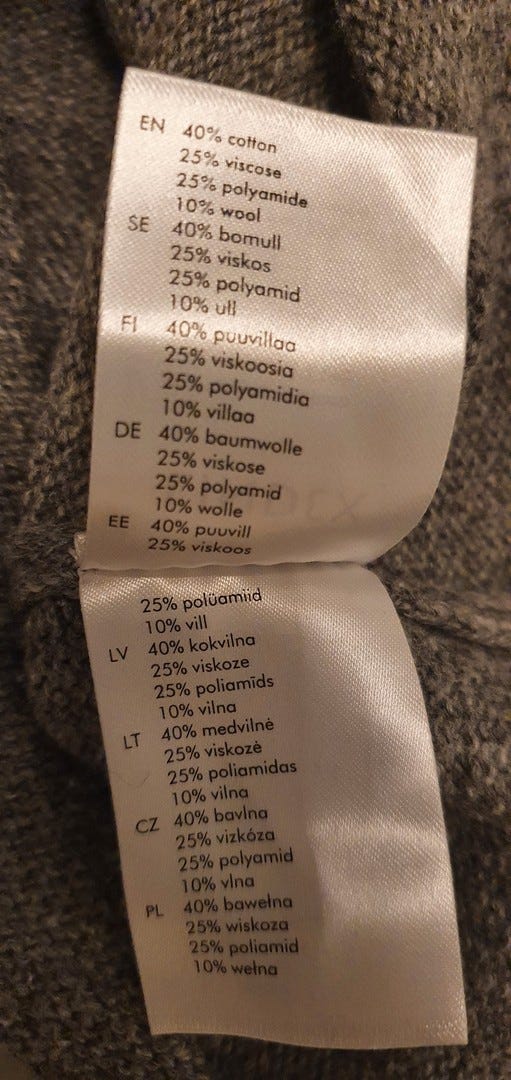 EN 40% cotton
25% viscose
25% polyamide
10% wool
SE 40% bomull
25% viskos
25% polyamid
10% ull
FI 40% puuvillaa
25% viskoosia
25% polyamidia
10% villaa
DE 40% baumwolle
25% viskose
25% polyamid
10% wolle
EE 40% puuvill
25% viskoos
25% polüamiid
10% vill
LV 40% kokvilna
25% viskoze
25% poliamīds
10% vilna
LT 40% medvilnė
25% viskozė
25% poliamidas
10% vilna
CZ 40% bavlna
25% vizkóza
25% polyamid
10% vlna
PL 40% bawełna
25% wiskoza
25% poliamid
10% wełna